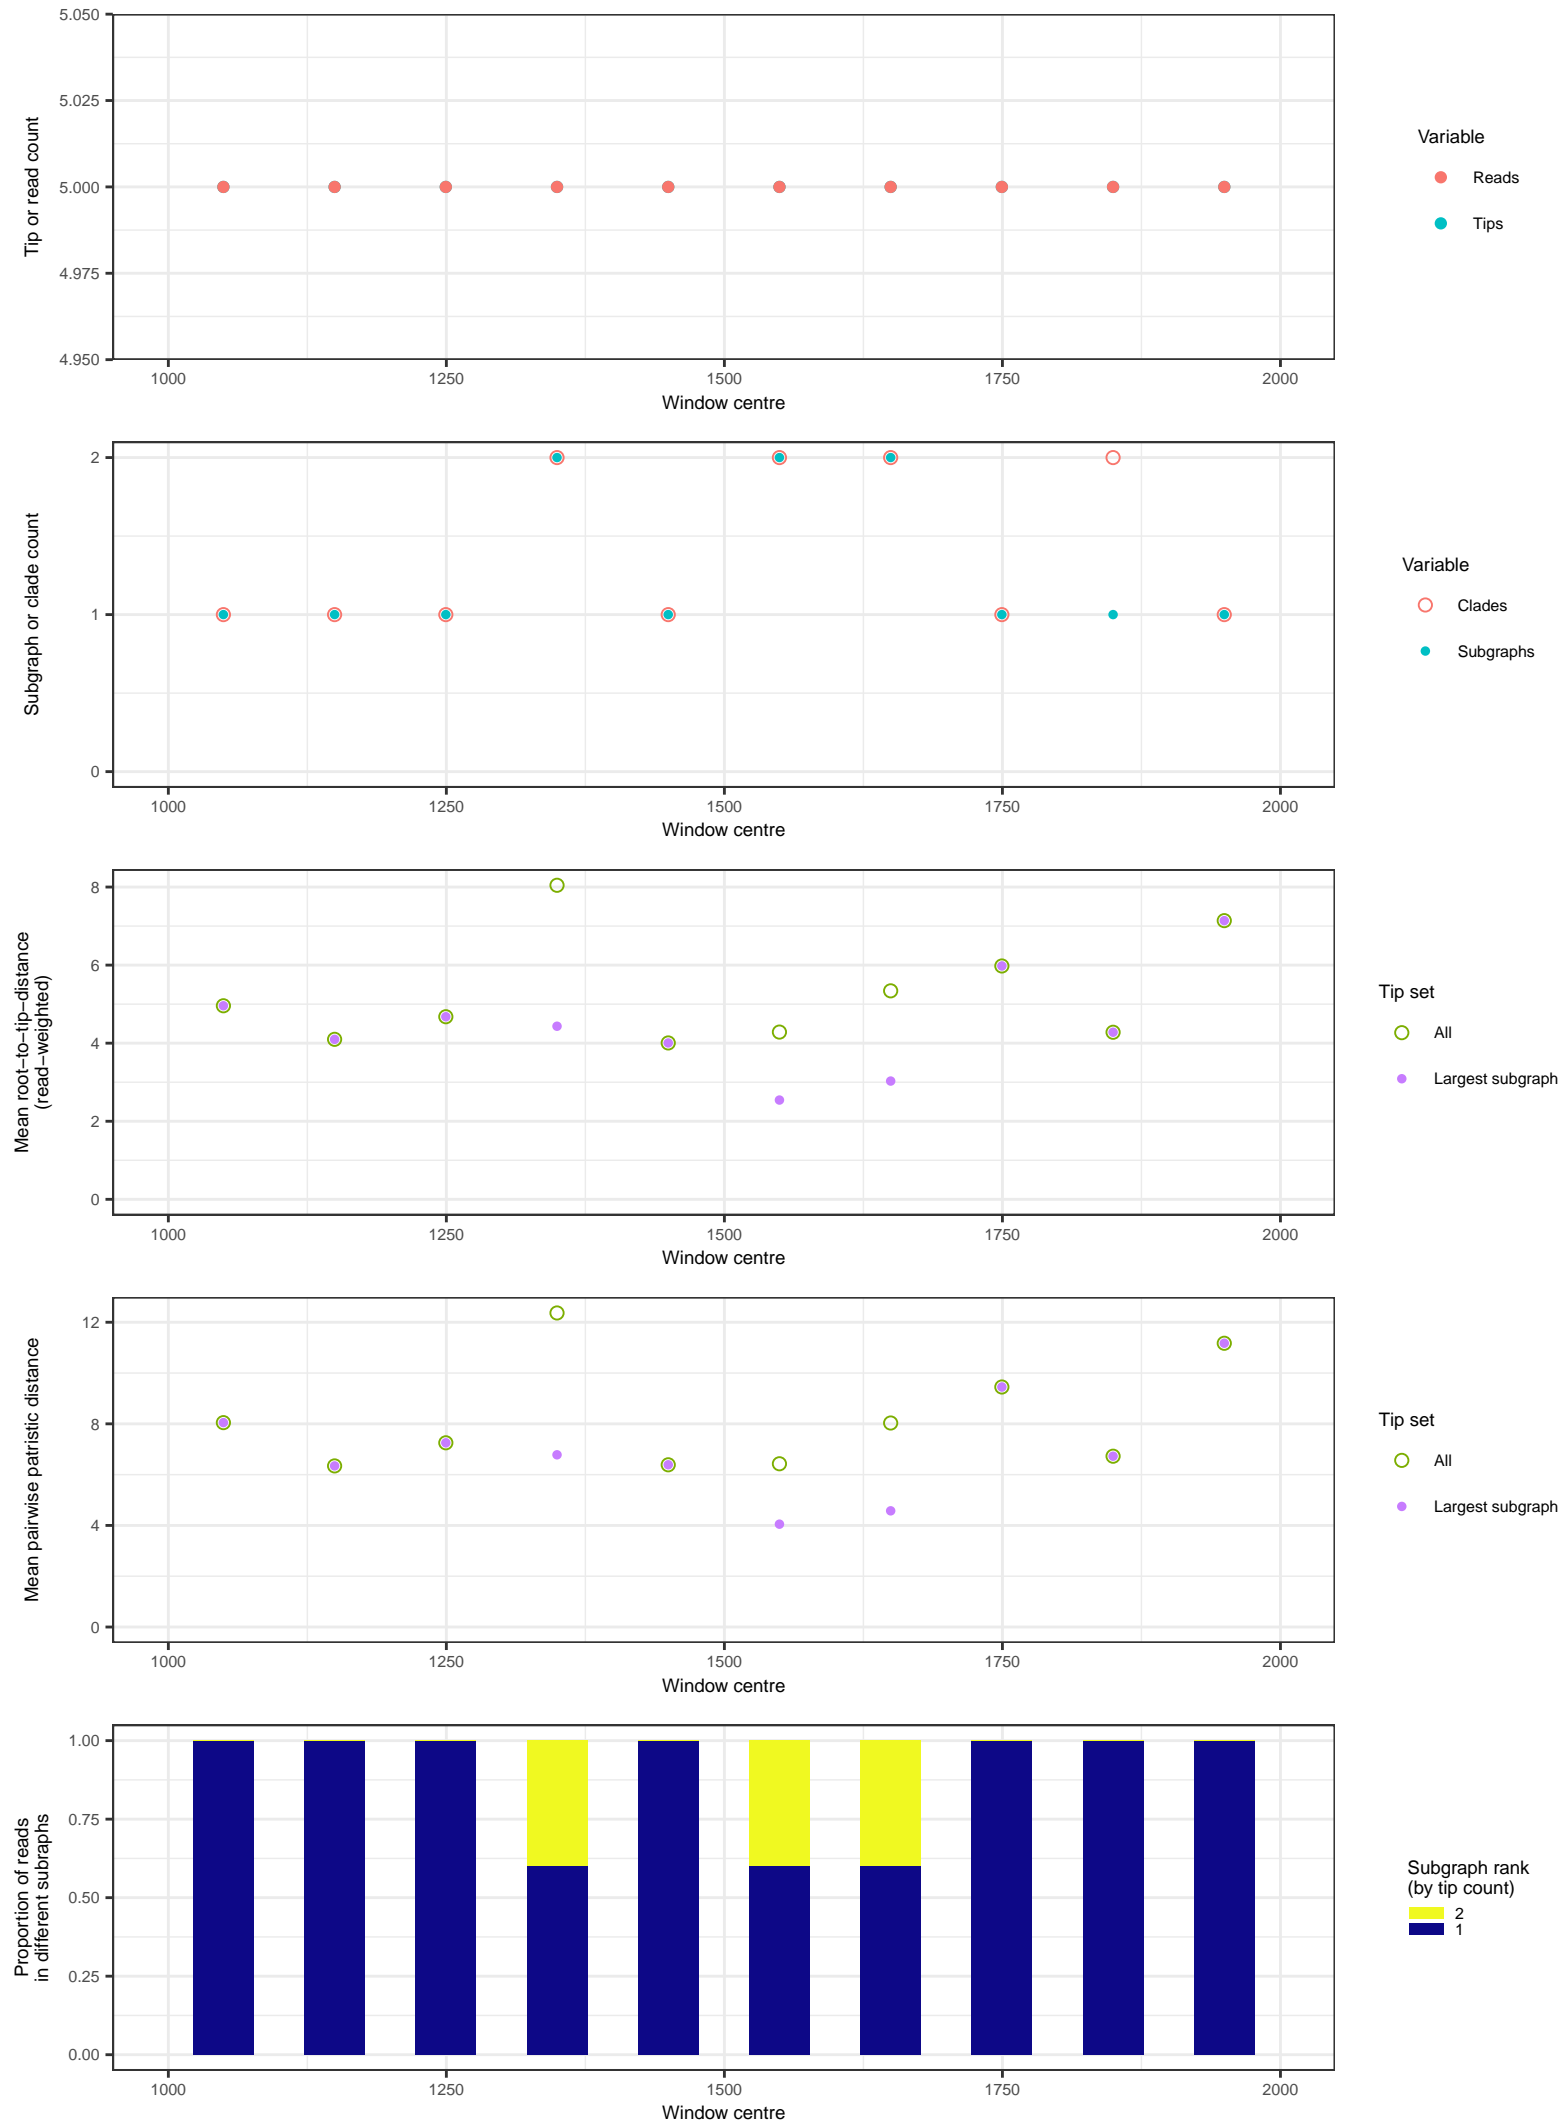 5.050
5.025
5.000
4.975
4.950
Tip or read count
1000 1250 1500 1750 2000
Window centre
Variable
Reads
Tips
2
1
0
Subgraph or clade count
1000 1250 1500 1750 2000
Window centre
Variable
Clades
Subgraphs
8
6
4
2
0
Mean root−to−tip−distance
(read−weighted)
1000 1250 1500 1750 2000
Window centre
Tip set
All
Largest subgraph
12
8
4
0
Mean pairwise patristic distance
1000 1250 1500 1750 2000
Window centre
Tip set
All
Largest subgraph
1.00
0.75
0.50
0.25
0.00
Proportion of reads
in different subraphs
1000 1250 1500 1750 2000
Window centre
Subgraph rank
(by tip count)
2
1